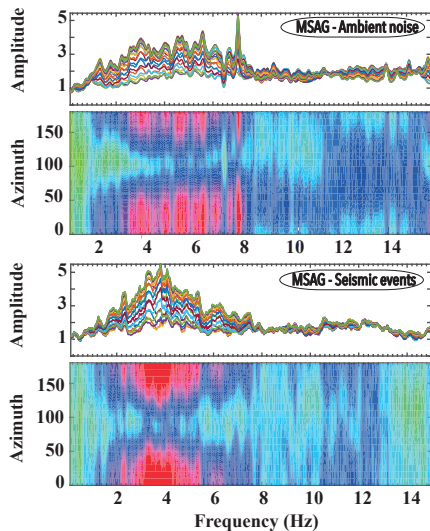 MSAG - Ambient noise
Amplitude
5
3
1
Azimuth
150
100
50
0
2 4 6 8 10 12 14
MSAG - Seismic events
Amplitude
5
3
1
Azimuth
150
100
50
0
2 4 6 8 10 12 14
Frequency (Hz)